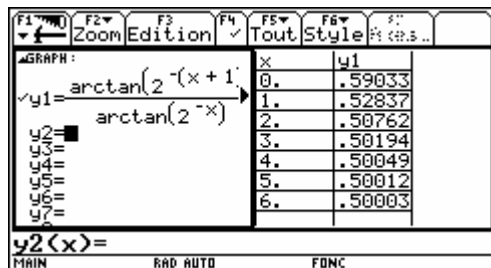 F1 F2 F3 F4 F5 F6
Zoom Edition ✓ Tout Style
GRAPH:
✓y1=arctan(2^-(x + 1)/arctan(2^-x)
y2=
y3=
y4=
y5=
y6=
y7=
x y1
0. .59033
1. .52837
2. .50762
3. .50194
4. .50049
5. .50012
6. .50003
y2(x)=
MAIN RAD AUTO FONC